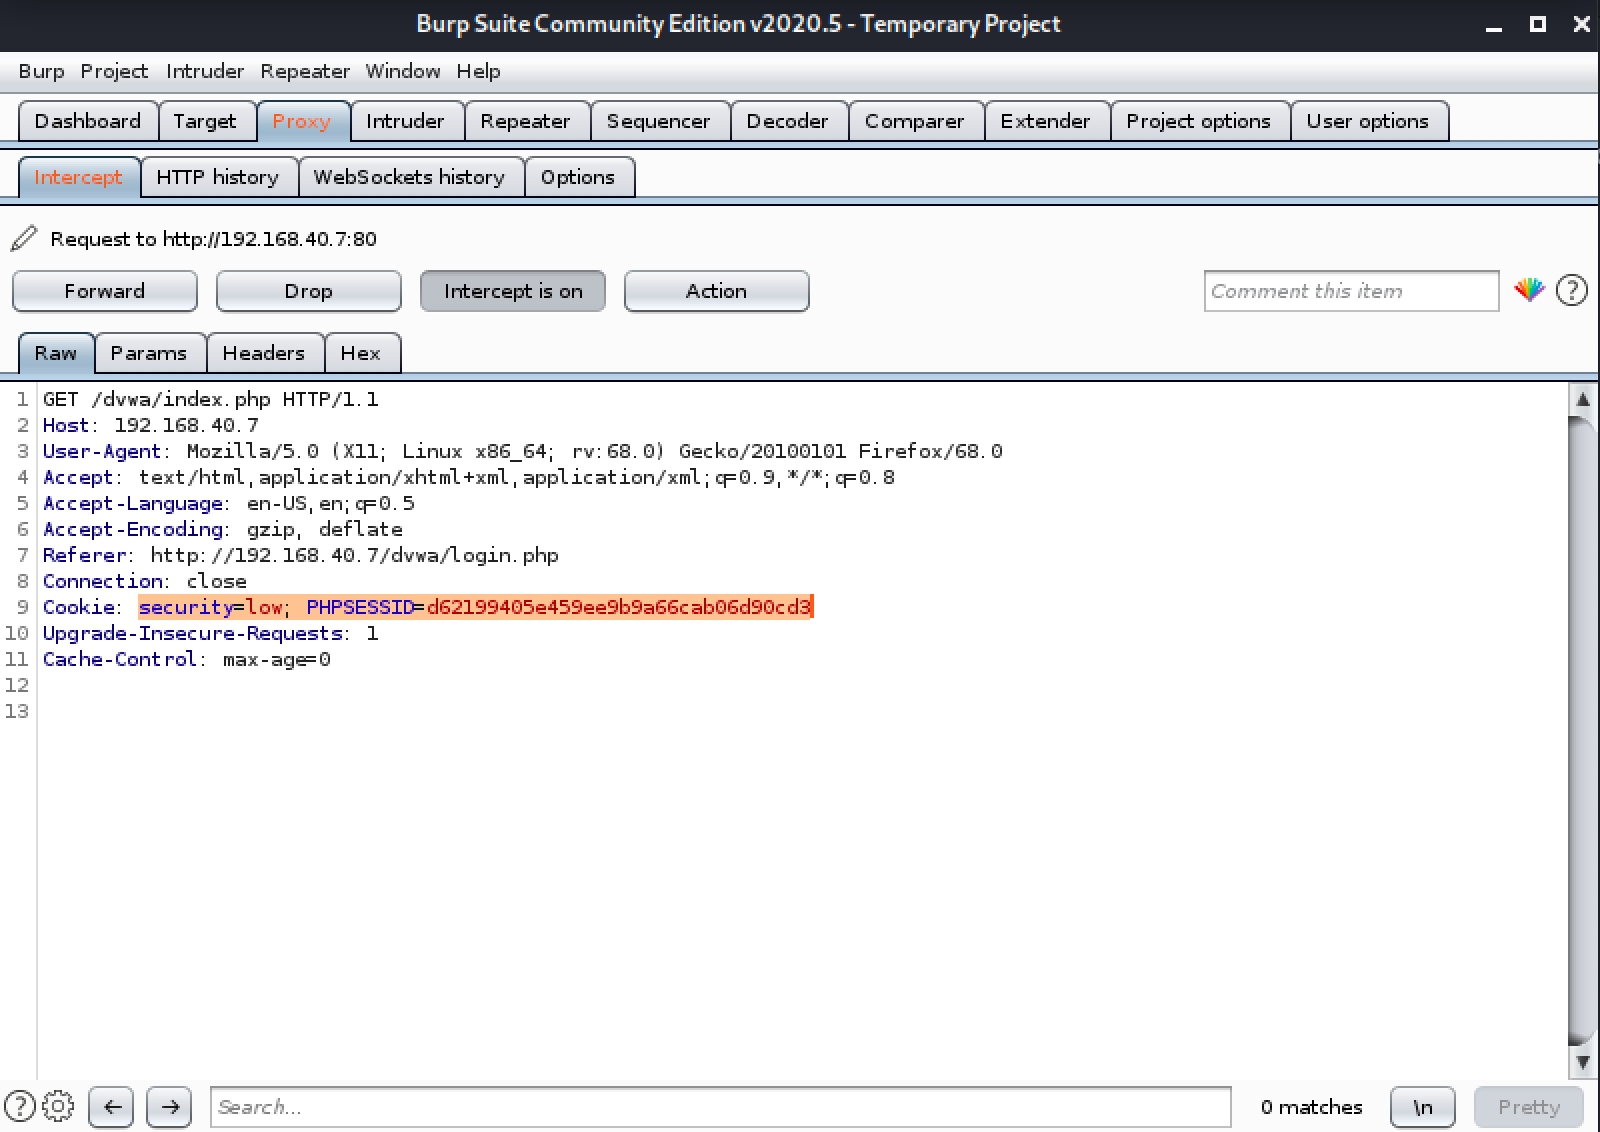 Burp Suite Community Edition v2020.5 - Temporary Project
Burp Project Intruder Repeater Window Help
Dashboard Target Proxy Intruder Repeater Sequencer Decoder Comparer Extender Project options User options
Intercept HTTP history WebSockets history Options
Request to http://192.168.40.7:80
Forward Drop Intercept is on Action Comment this item ?
Raw Params Headers Hex
1 GET /dvwa/index.php HTTP/1.1
2 Host: 192.168.40.7
3 User-Agent: Mozilla/5.0 (X11; Linux x86_64; rv:68.0) Gecko/20100101 Firefox/68.0
4 Accept: text/html,application/xhtml+xml,application/xml;q=0.9,*/*;q=0.8
5 Accept-Language: en-US,en;q=0.5
6 Accept-Encoding: gzip, deflate
7 Referer: http://192.168.40.7/dvwa/login.php
8 Connection: close
9 Cookie: security=low; PHPSESSID=d62199405e459ee9b9a66cab06d90cd3
10 Upgrade-Insecure-Requests: 1
11 Cache-Control: max-age=0
12
13
? Search... 0 matches \n Pretty